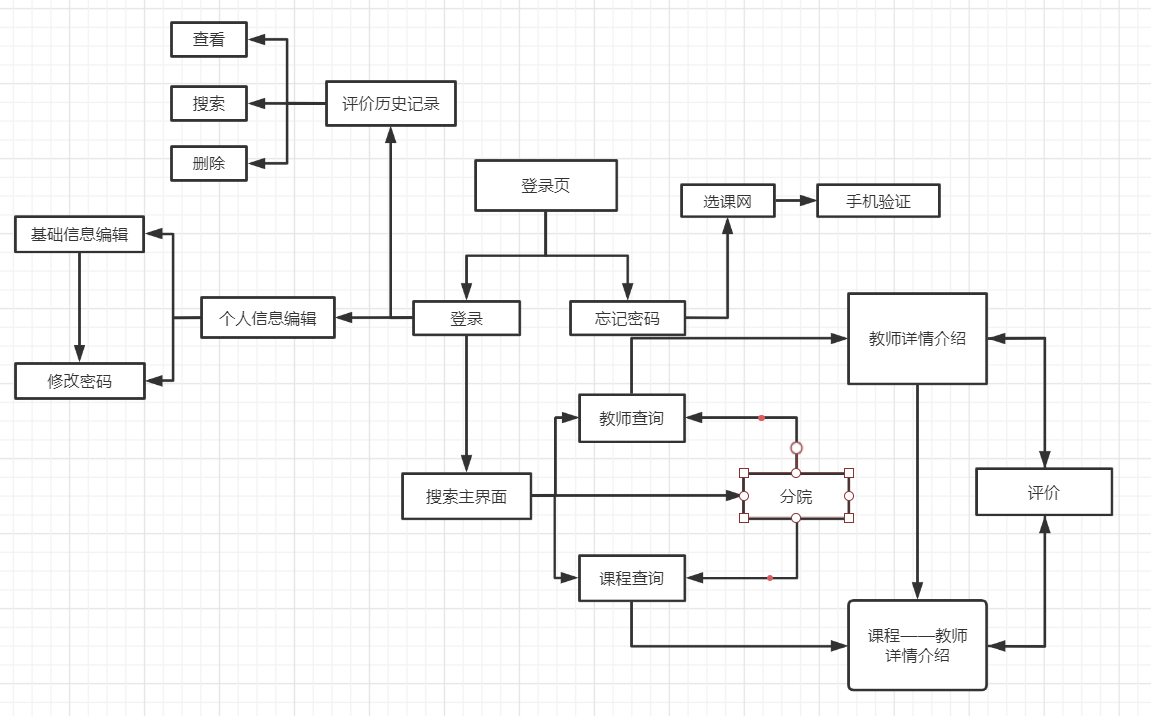 查看
搜索
评价历史记录
删除
登录页
选课网
手机验证
基础信息编辑
个人信息编辑
登录
忘记密码
教师详情介绍
修改密码
教师查询
搜索主界面
分院
评价
课程查询
课程——教师
详情介绍